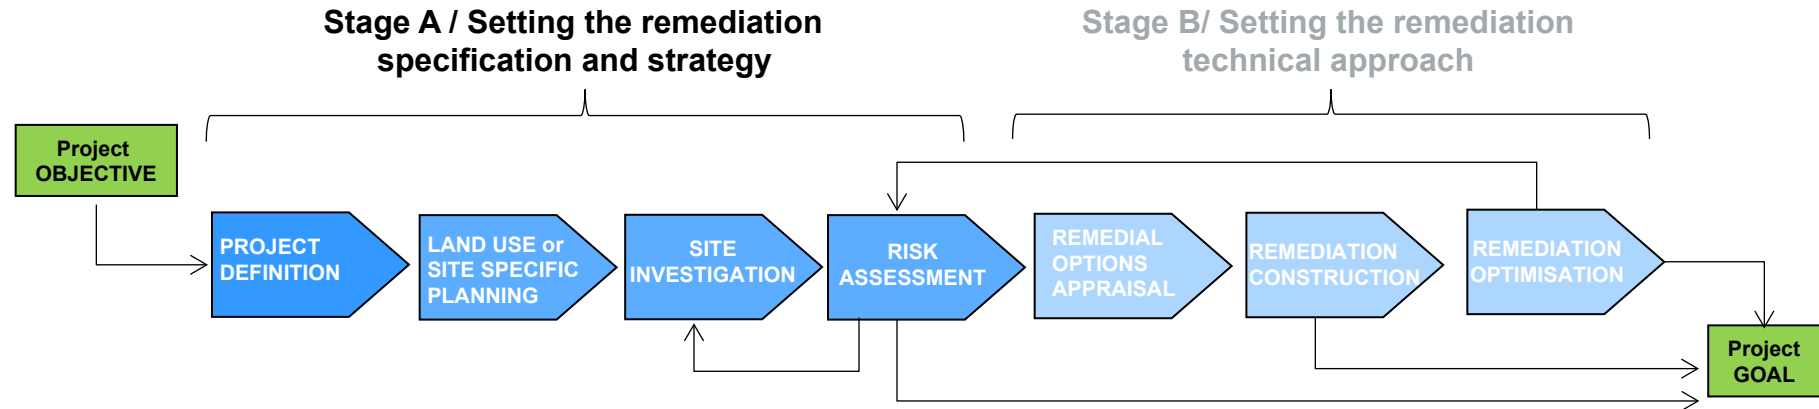 Stage A / Setting the remediation
specification and strategy
Stage B/ Setting the remediation
technical approach
Project
OBJECTIVE
PROJECT
DEFINITION
LAND USE or
SITE SPECIFIC
PLANNING
SITE
INVESTIGATION
RISK
ASSESSMENT
REMEDIAL
OPTIONS
APPRAISAL
REMEDIATION
CONSTRUCTION
REMEDIATION
OPTIMISATION
Project
GOAL